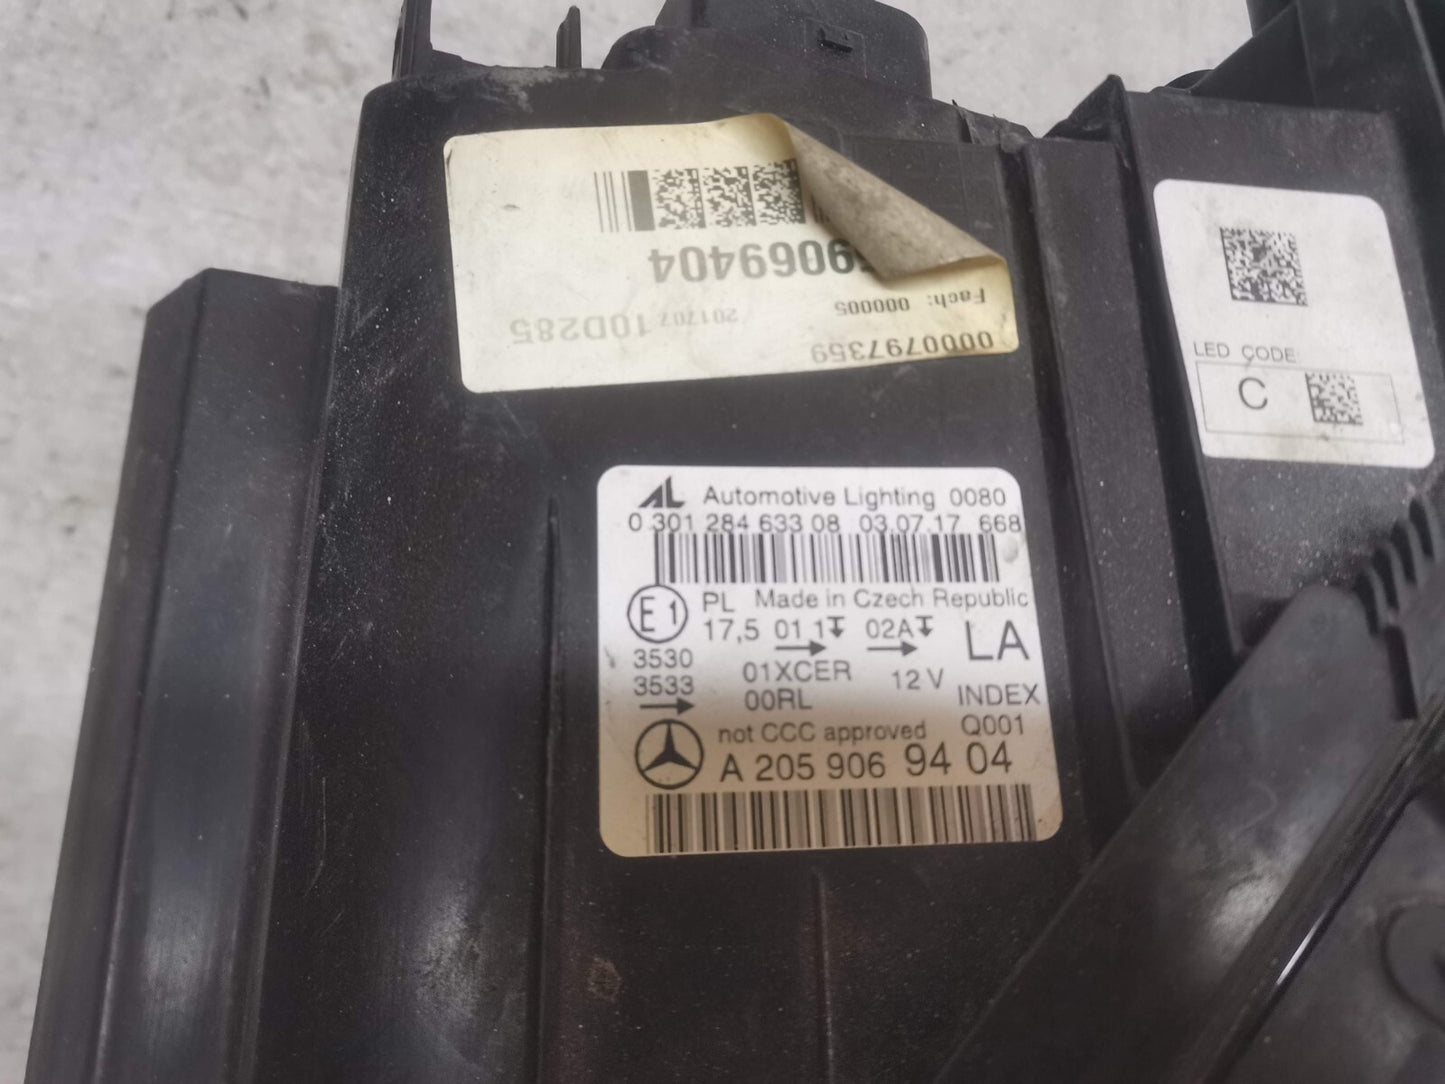 9069404
Fach: 000005
201707 10D285
0000797359
LED CODE
C
AL Automotive Lighting 0080
0 301 284 633 08 03.07.17 668
E1 PL Made in Czech Republic
17,5 01 1 02A LA
3530
3533
01XCER 12 V
00RL INDEX
not CCC approved Q001
A 205 906 94 04